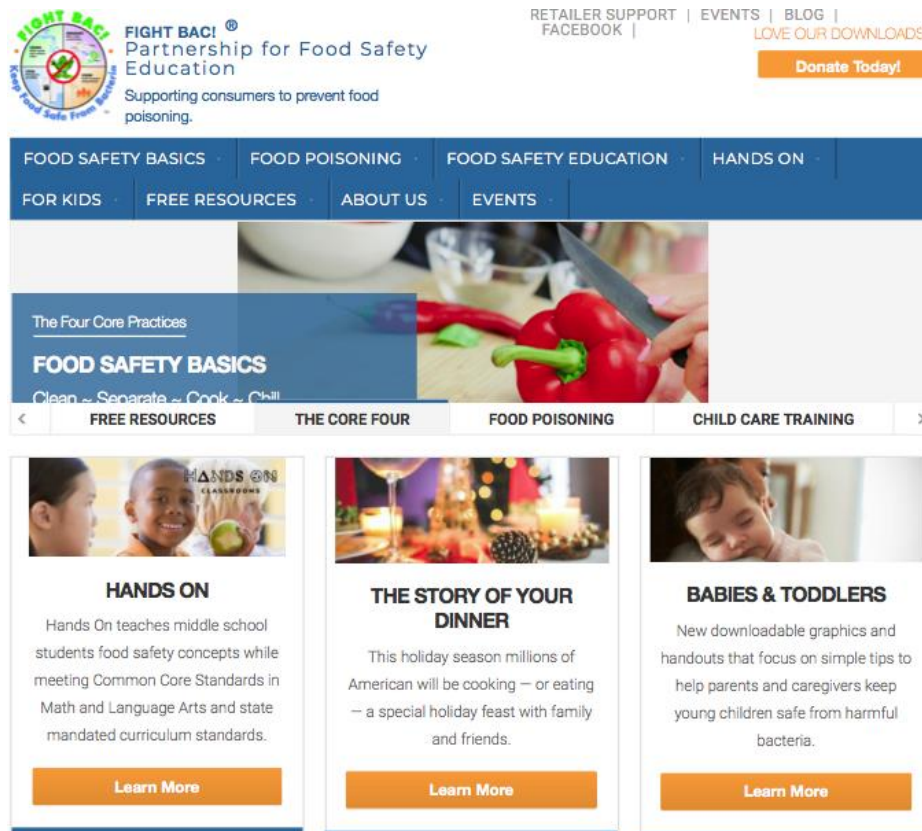 FIGHT BAC!
Keep Food Safe From Bacteria
FIGHT BAC! ®
Partnership for Food Safety
Education
Supporting consumers to prevent food
poisoning.
RETAILER SUPPORT | EVENTS | BLOG |
FACEBOOK |
LOVE OUR DOWNLOADS
Donate Today!
FOOD SAFETY BASICS
FOOD POISONING
FOOD SAFETY EDUCATION
HANDS ON
FOR KIDS
FREE RESOURCES
ABOUT US
EVENTS
The Four Core Practices
FOOD SAFETY BASICS
Clean ~ Separate ~ Cook ~ Chill
< FREE RESOURCES
THE CORE FOUR
FOOD POISONING
CHILD CARE TRAINING >
HANDS ON
CLASSROOMS
HANDS ON
Hands On teaches middle school
students food safety concepts while
meeting Common Core Standards in
Math and Language Arts and state
mandated curriculum standards.
Learn More
THE STORY OF YOUR
DINNER
This holiday season millions of
American will be cooking — or eating
— a special holiday feast with family
and friends.
Learn More
BABIES & TODDLERS
New downloadable graphics and
handouts that focus on simple tips to
help parents and caregivers keep
young children safe from harmful
bacteria.
Learn More